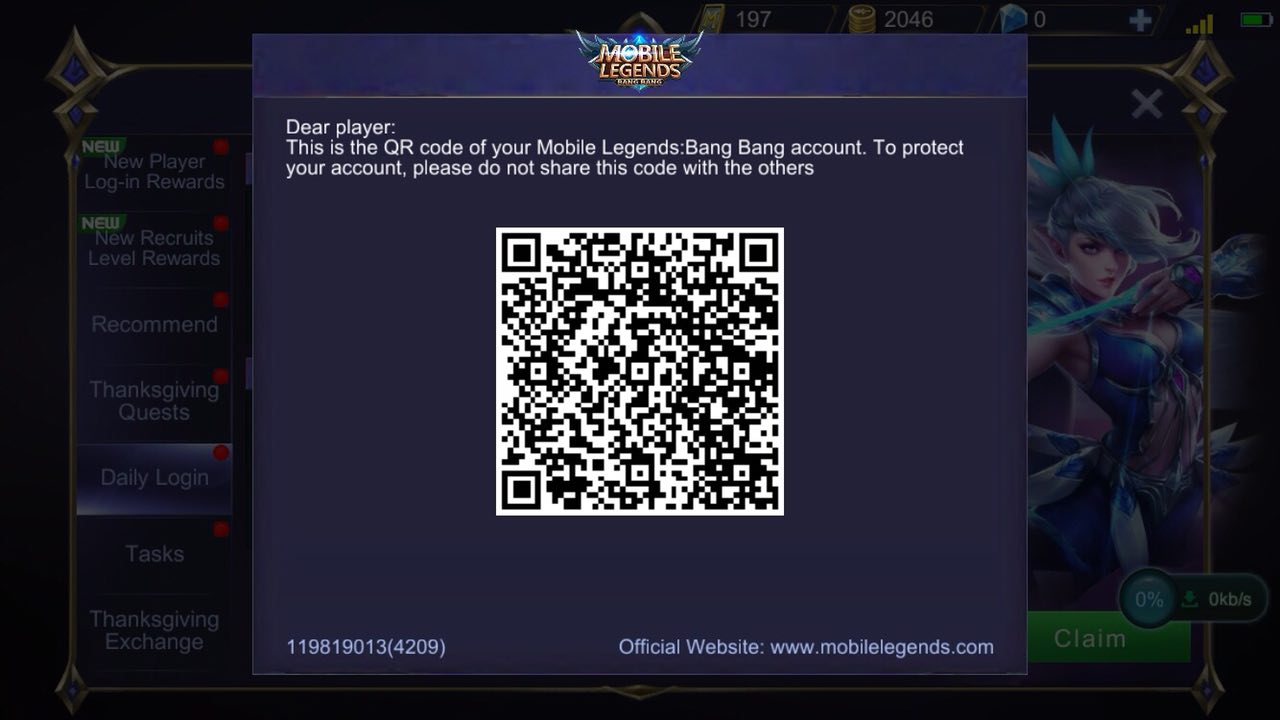 197
2046
0
MOBILE
LEGENDS
BANG BANG
Dear player:
This is the QR code of your Mobile Legends:Bang Bang account. To protect
your account, please do not share this code with the others
NEW
New Player
Log-in Rewards
NEW
New Recruits
Level Rewards
Recommend
Thanksgiving
Quests
Daily Login
Tasks
Thanksgiving
Exchange
0%
0kb/s
Claim
119819013(4209)
Official Website: www.mobilelegends.com